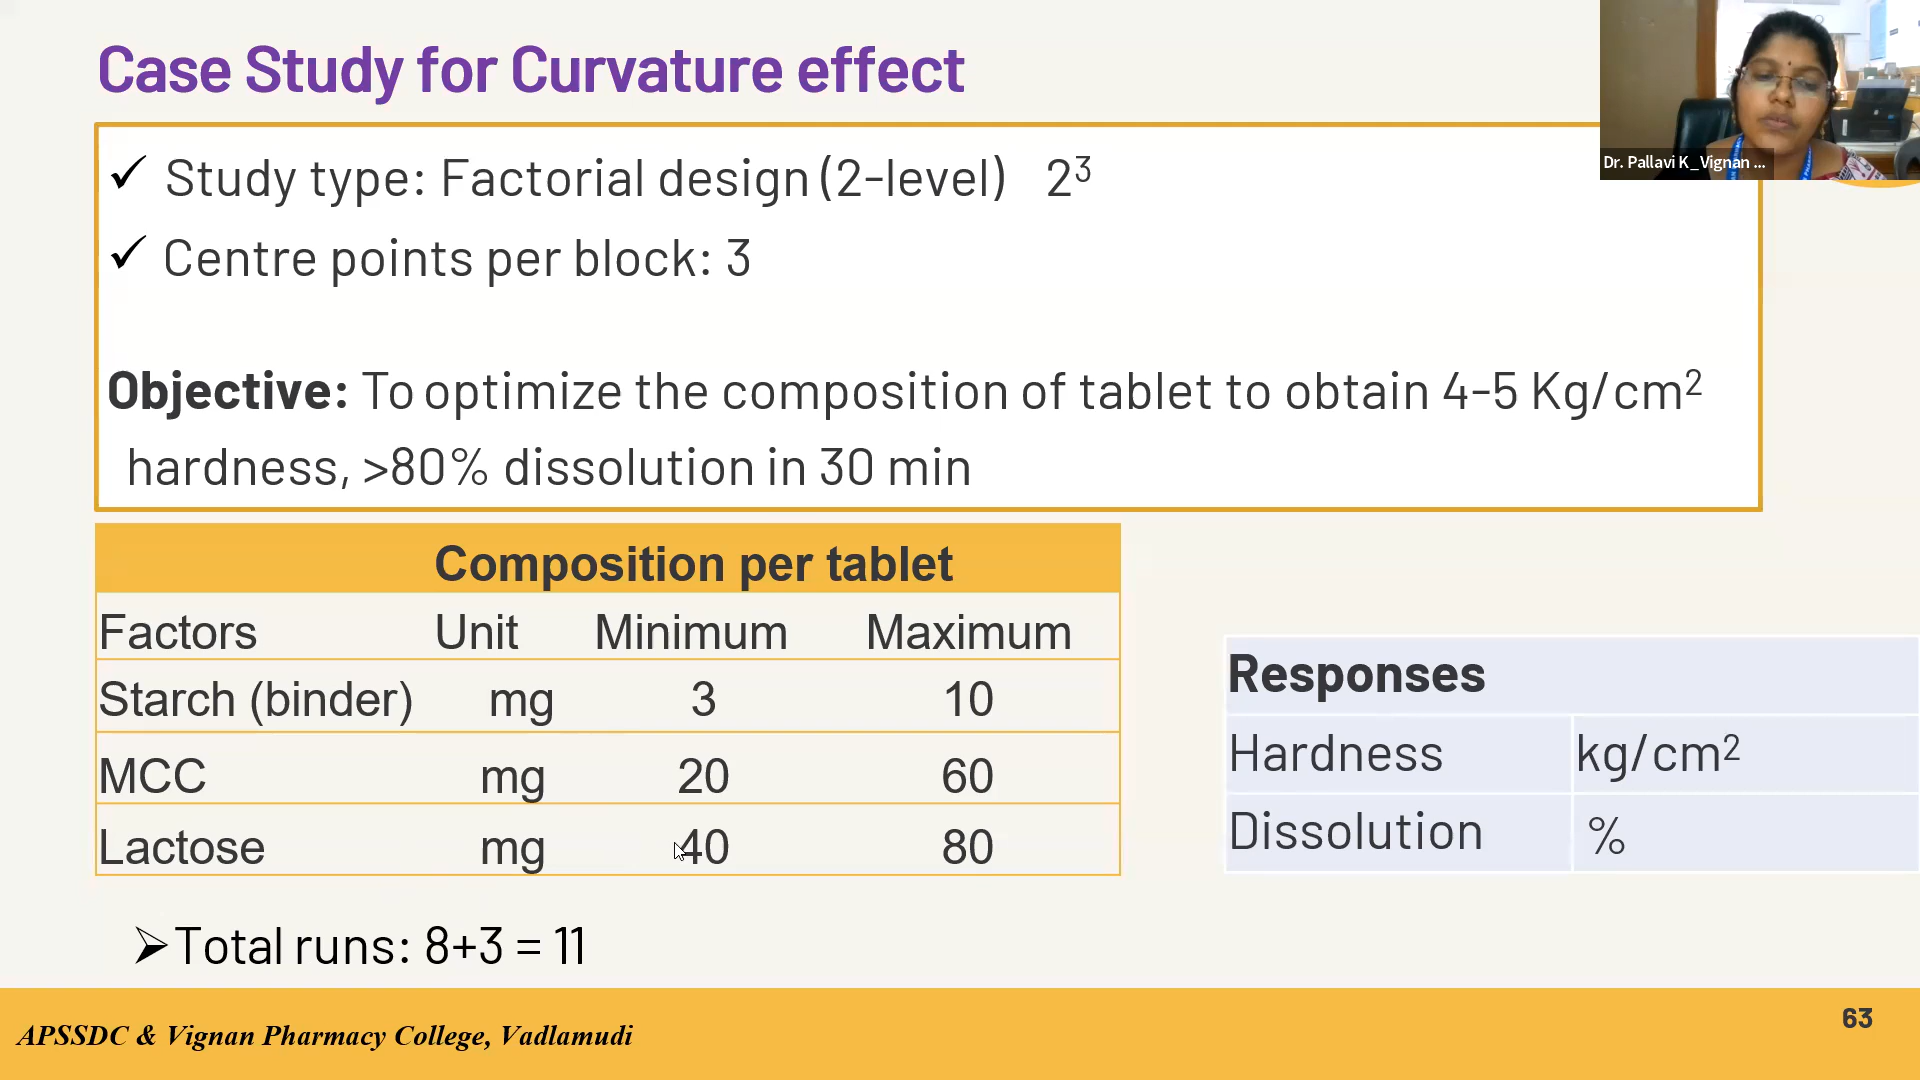 Case Study for Curvature effect
✓ Study type: Factorial design (2-level) 2³
✓ Centre points per block: 3
Objective: To optimize the composition of tablet to obtain 4-5 Kg/cm²
hardness, >80% dissolution in 30 min
Composition per tablet
Factors Unit Minimum Maximum
Starch (binder) mg 3 10
MCC mg 20 60
Lactose mg 40 80
Responses
Hardness kg/cm²
Dissolution %
➢Total runs: 8+3 = 11
APSSDC & Vignan Pharmacy College, Vadlamudi
63
Dr. Pallavi K_Vignan ...